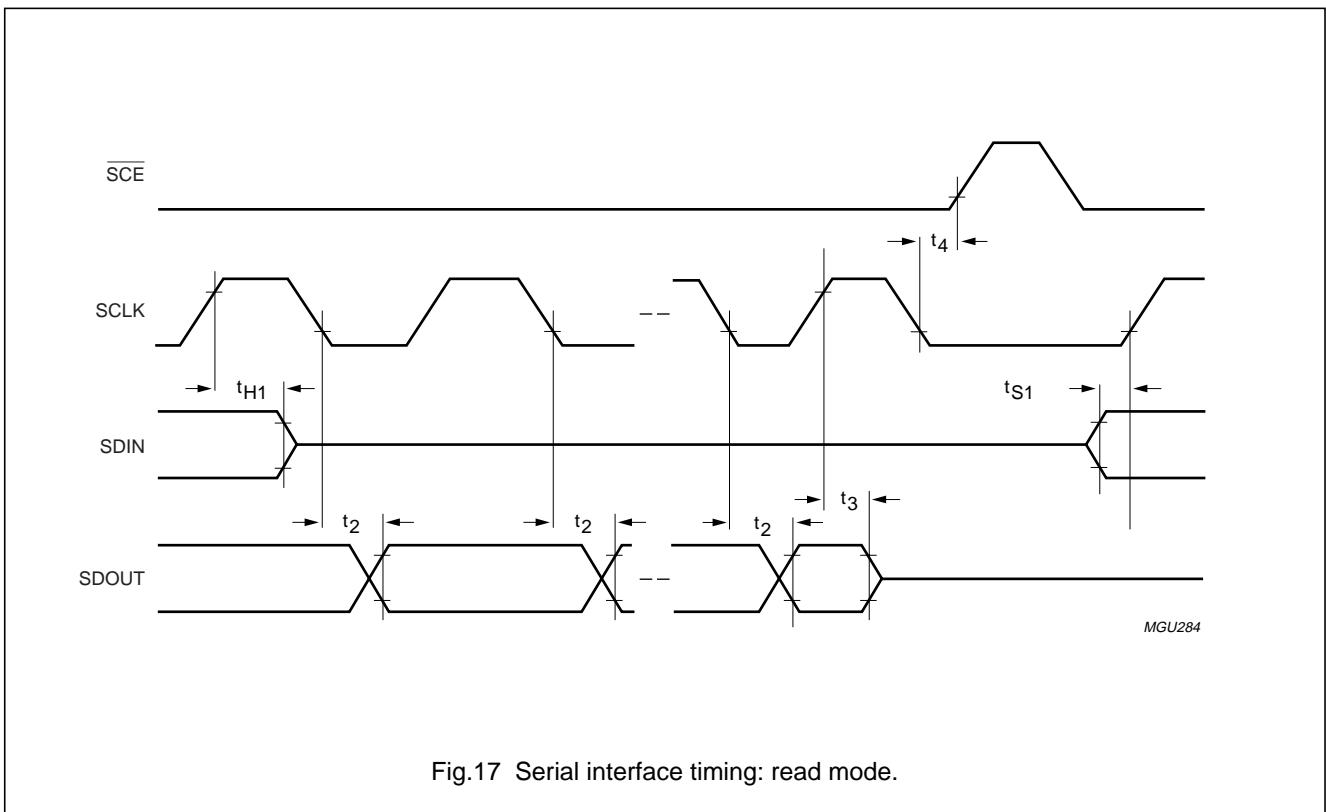 SCE
t4
SCLK
tH1
tS1
SDIN
t2
t2
t2
t3
SDOUT
MGU284
Fig.17 Serial interface timing: read mode.